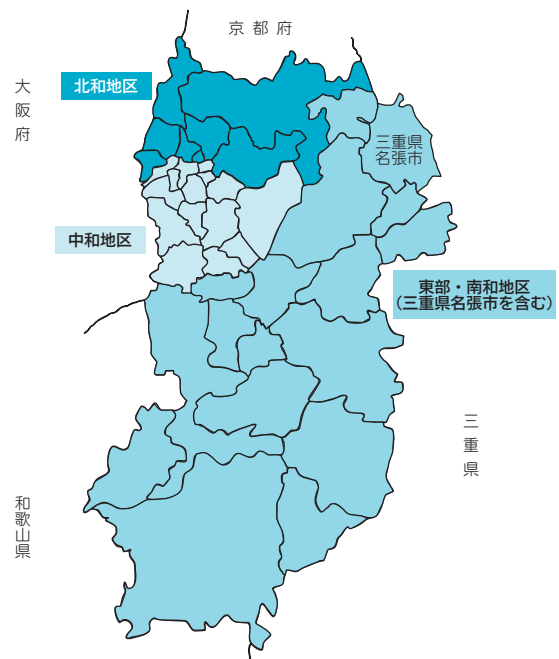 京都府
大阪府
北和地区
三重県
名張市
中和地区
東部・南和地区
（三重県名張市を含む）
三重県
和歌山県